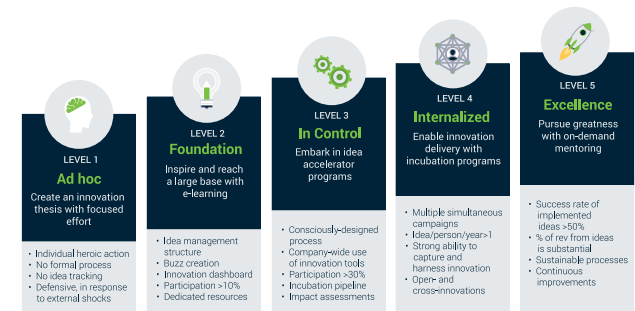 LEVEL 1
Ad hoc
Create an innovation
thesis with focused
effort
• Individual heroic action
• No formal process
• No idea tracking
• Defensive, in response
to external shocks
LEVEL 2
Foundation
Inspire and reach
a large base with
e-learning
• Idea management
structure
• Buzz creation
• Innovation dashboard
• Participation >10%
• Dedicated resources
LEVEL 3
In Control
Embark in idea
accelerator
programs
• Consciously-designed
process
• Company-wide use
of innovation tools
• Participation >30%
• Incubation pipeline
• Impact assessments
LEVEL 4
Internalized
Enable innovation
delivery with
incubation programs
• Multiple simultaneous
campaigns
• Idea/person/year>1
• Strong ability to
capture and
harness innovation
• Open- and
cross-innovations
LEVEL 5
Excellence
Pursue greatness
with on-demand
mentoring
• Success rate of
implemented
ideas >50%
• % of rev from ideas
is substantial
• Sustainable processes
• Continuous
improvements